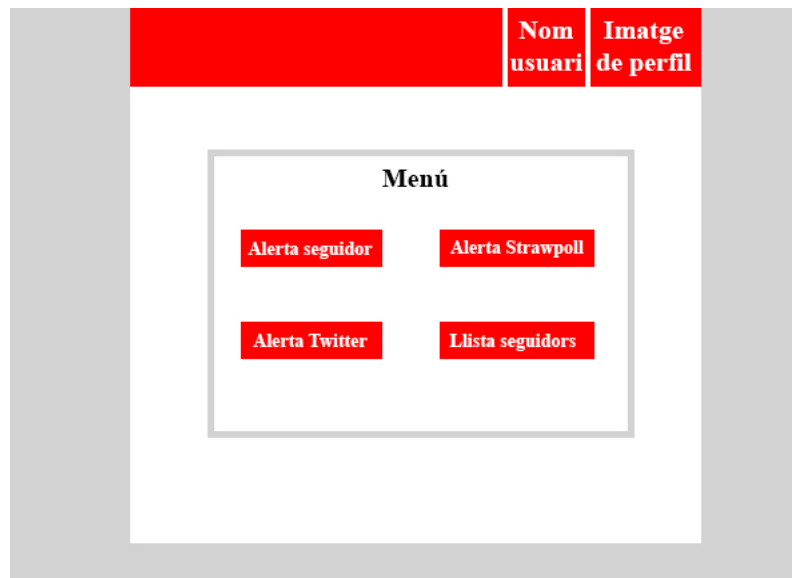 Nom
usuari
Imatge
de perfil
Menú
Alerta seguidor
Alerta Strawpoll
Alerta Twitter
Llista seguidors